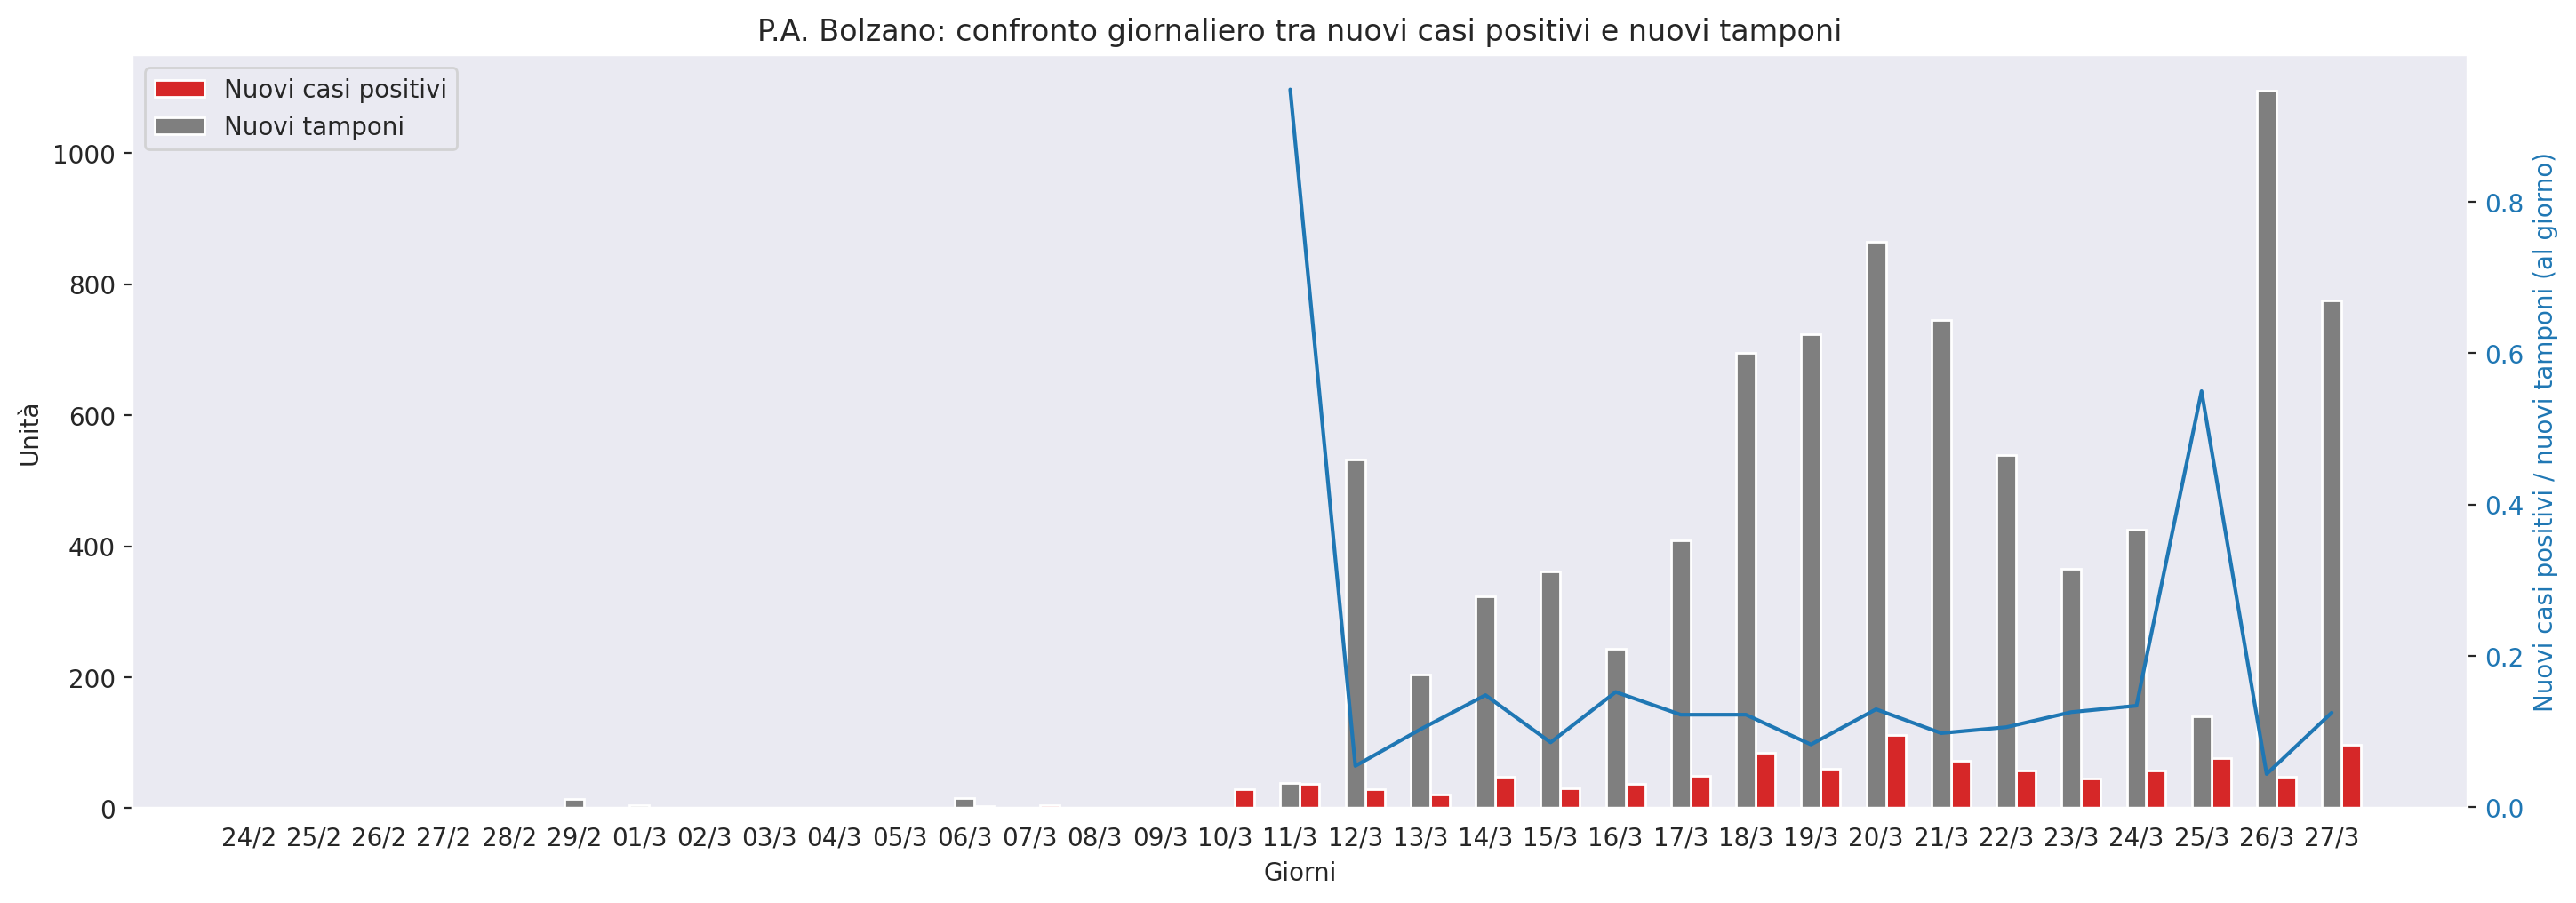 P.A. Bolzano: confronto giornaliero tra nuovi casi positivi e nuovi tamponi
Nuovi casi positivi
Nuovi tamponi
1000
800
600
400
200
0
Unità
0.8
0.6
0.4
0.2
0.0
Nuovi casi positivi / nuovi tamponi (al giorno)
24/2 25/2 26/2 27/2 28/2 29/2 01/3 02/3 03/3 04/3 05/3 06/3 07/3 08/3 09/3 10/3 11/3 12/3 13/3 14/3 15/3 16/3 17/3 18/3 19/3 20/3 21/3 22/3 23/3 24/3 25/3 26/3 27/3
Giorni